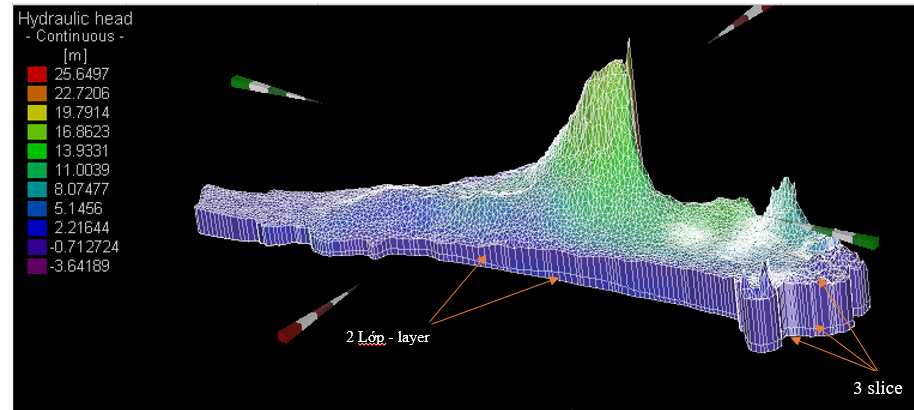 Hydraulic head
- Continuous -
[m]
25.6497
22.7206
19.7914
16.8623
13.9331
11.0039
8.07477
5.1456
2.21644
-0.712724
-3.64189
2 Lớp - layer
3 slice